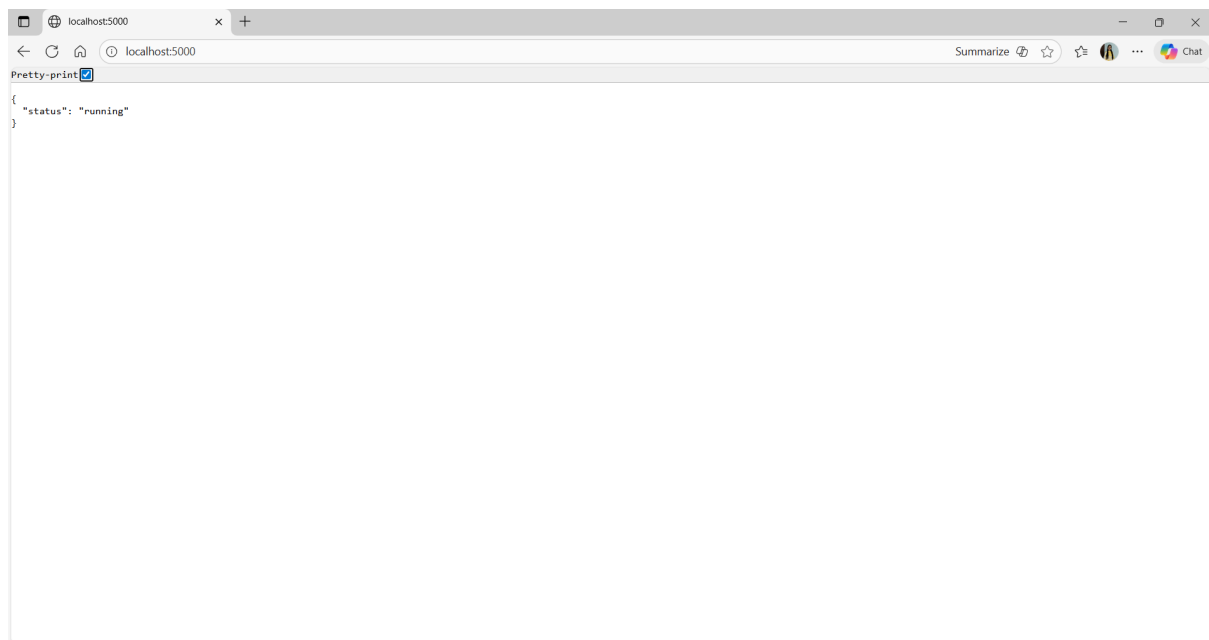 localhost:5000
localhost:5000
Summarize
Chat
Pretty-print
{
  "status": "running"
}